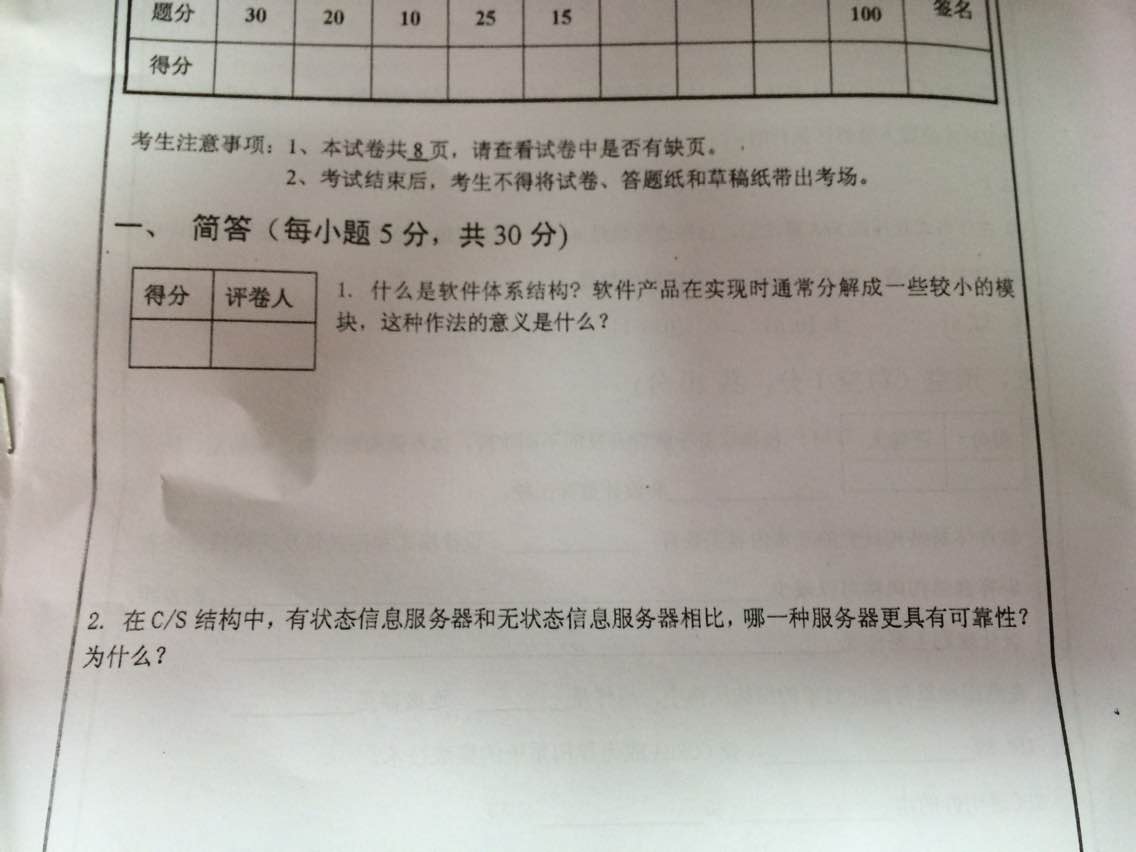 题分 30 20 10 25 15 100 签名
得分
考生注意事项：1、本试卷共8页，请查看试卷中是否有缺页。
2、考试结束后，考生不得将试卷、答题纸和草稿纸带出考场。
一、 简答（每小题 5 分，共 30 分)
得分 评卷人
1. 什么是软件体系结构？软件产品在实现时通常分解成一些较小的模
块，这种作法的意义是什么？
2. 在 C/S 结构中，有状态信息服务器和无状态信息服务器相比，哪一种服务器更具有可靠性？
为什么？